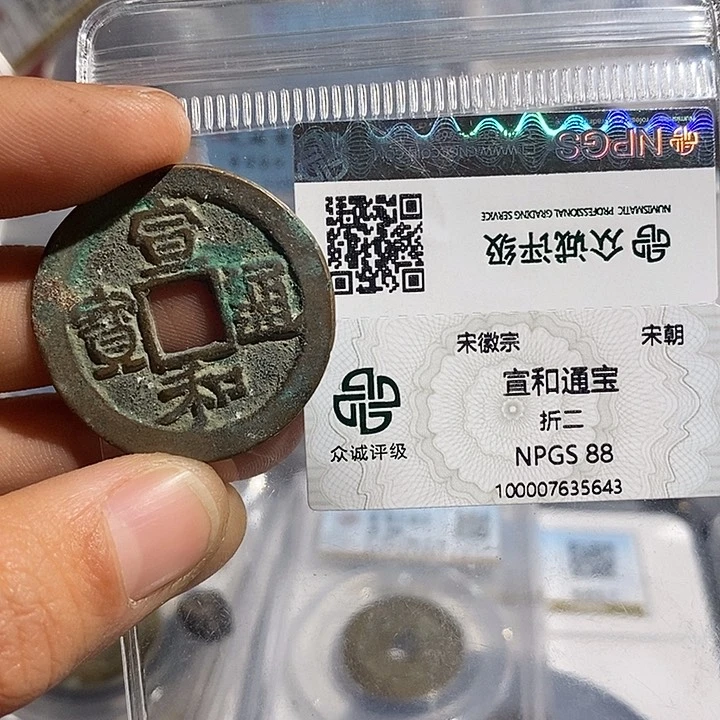 宣
和
通
寳
NPGS
NUMISMATIC PROFESSIONAL GRADING SERVICE
众诚评级
宋徽宗 宋朝
宣和通宝
折二
NPGS 88
100007635643
众诚评级